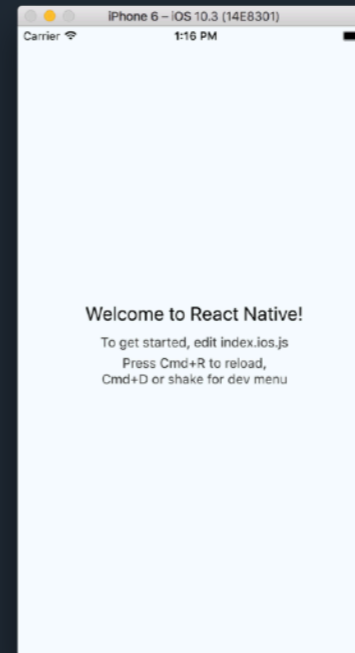 iPhone 6 – iOS 10.3 (14E8301)
Carrier 1:16 PM
Welcome to React Native!
To get started, edit index.ios.js
Press Cmd+R to reload,
Cmd+D or shake for dev menu